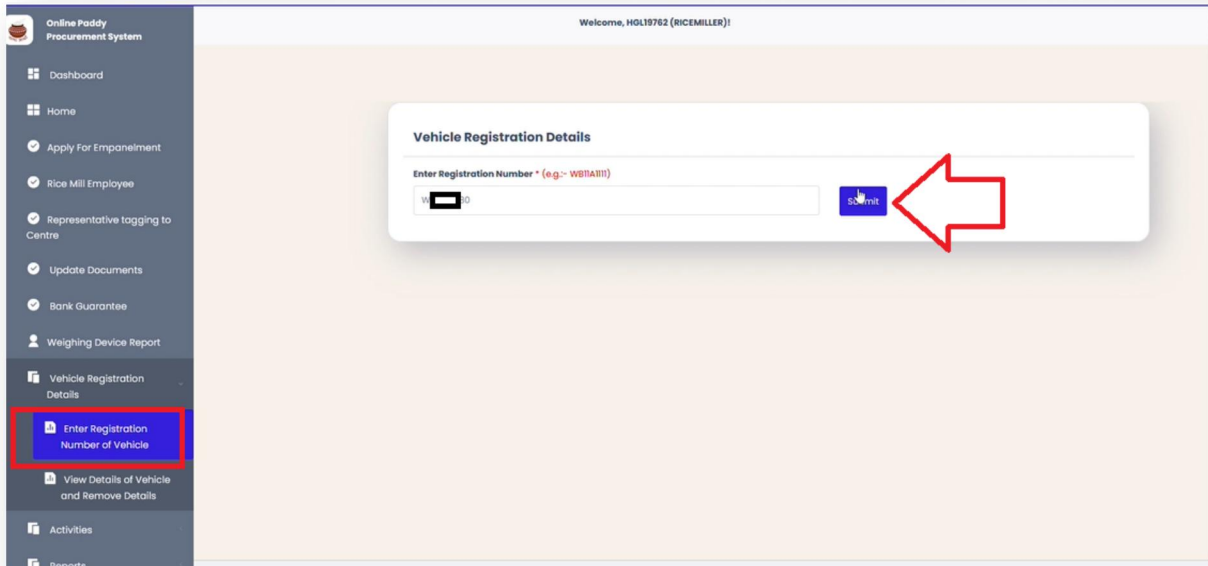 Online Paddy
Procurement System
Welcome, HGL19762 (RICEMILLER)!
Dashboard
Home
Apply For Empanelment
Rice Mill Employee
Representative tagging to
Centre
Update Documents
Bank Guarantee
Weighing Device Report
Vehicle Registration
Details
Enter Registration
Number of Vehicle
View Details of Vehicle
and Remove Details
Activities
Reports
Vehicle Registration Details
Enter Registration Number * (e.g.:- WB11A1111)
Submit